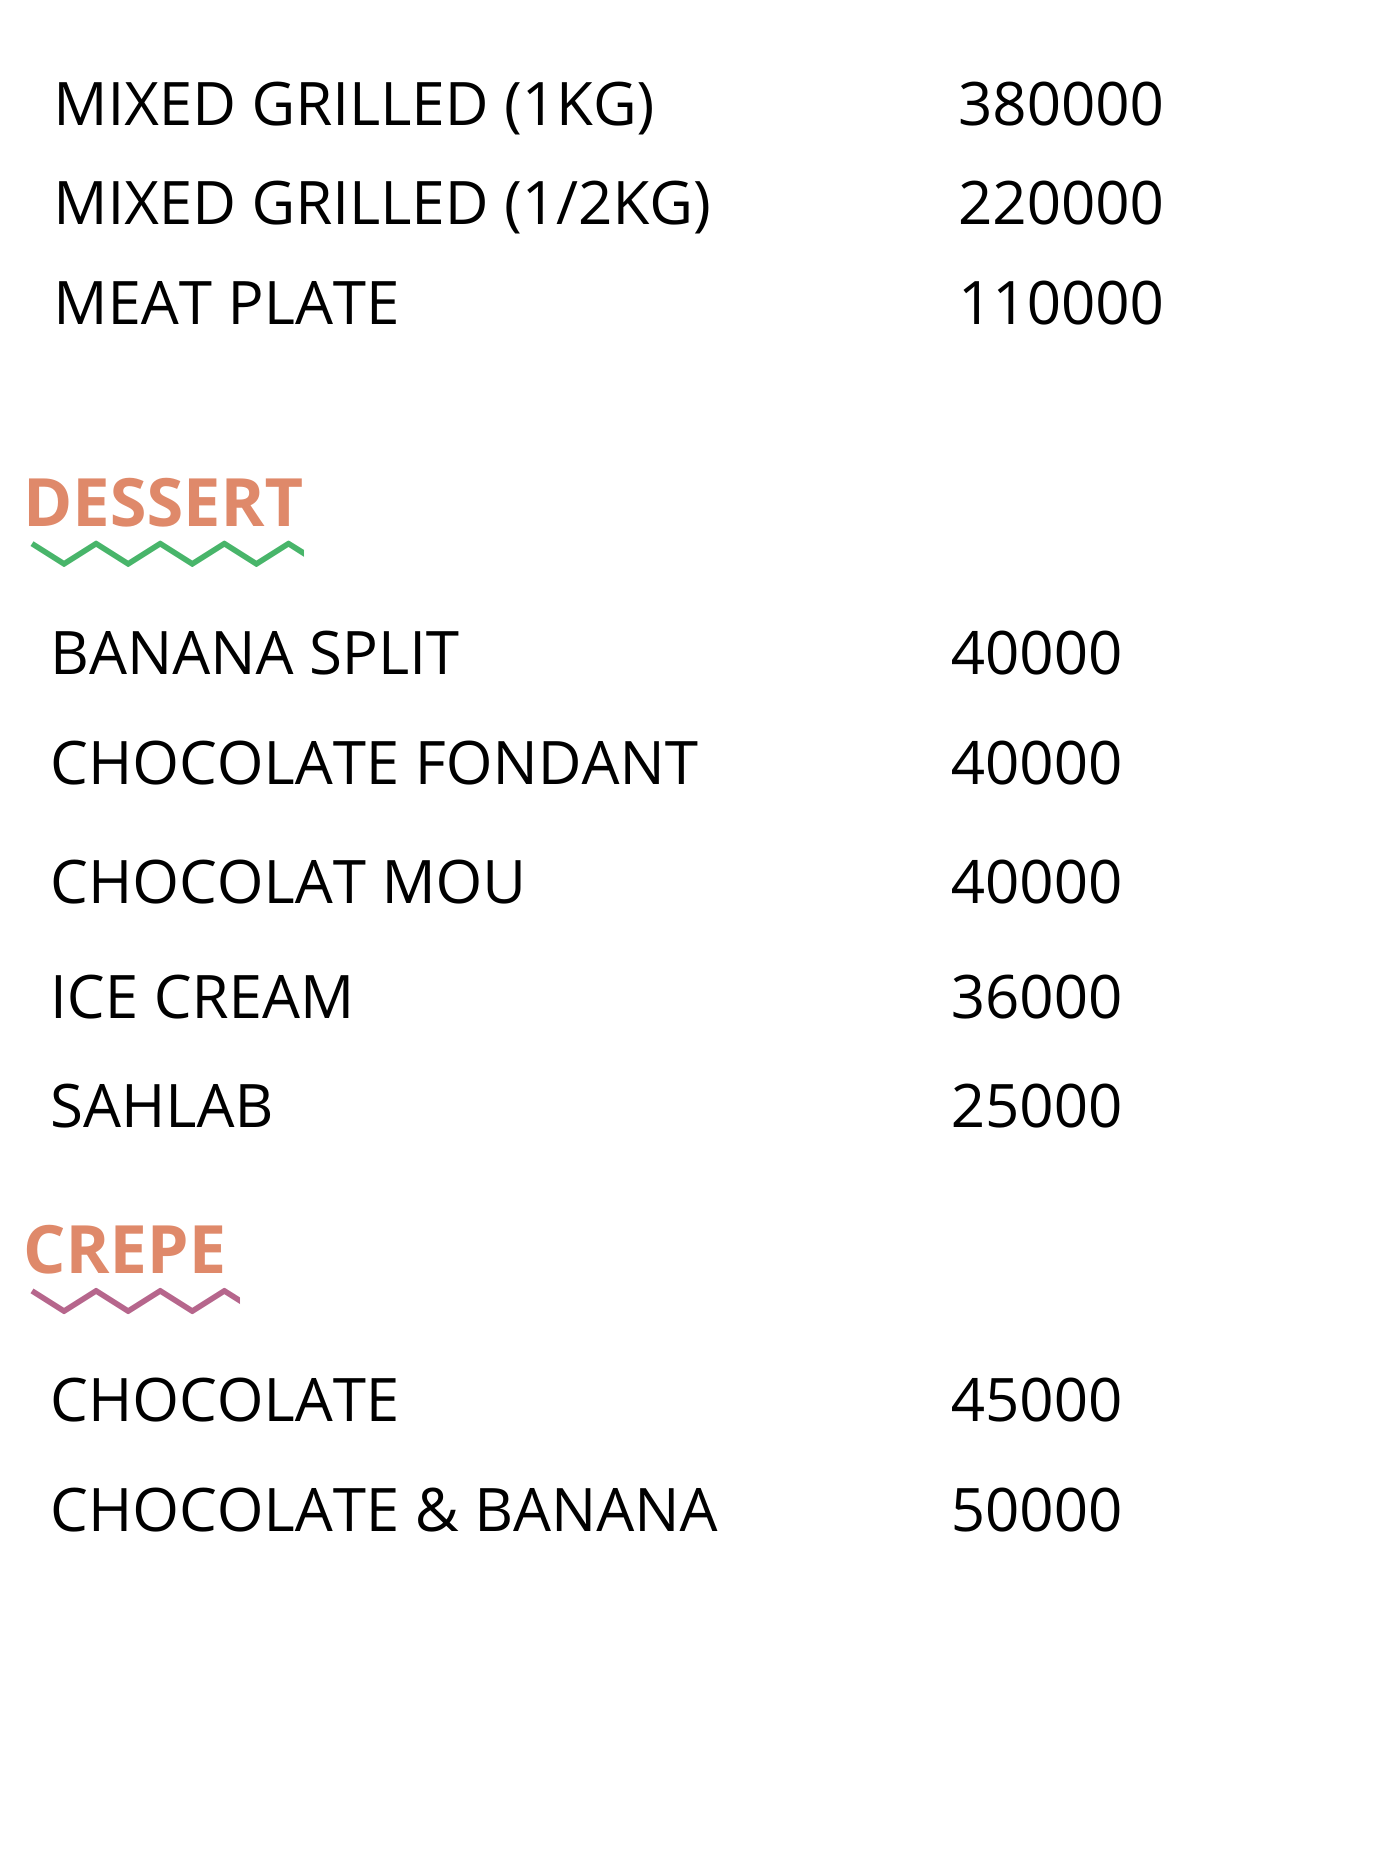 MIXED GRILLED (1KG) 380000
MIXED GRILLED (1/2KG) 220000
MEAT PLATE 110000
DESSERT
BANANA SPLIT 40000
CHOCOLATE FONDANT 40000
CHOCOLAT MOU 40000
ICE CREAM 36000
SAHLAB 25000
CREPE
CHOCOLATE 45000
CHOCOLATE & BANANA 50000